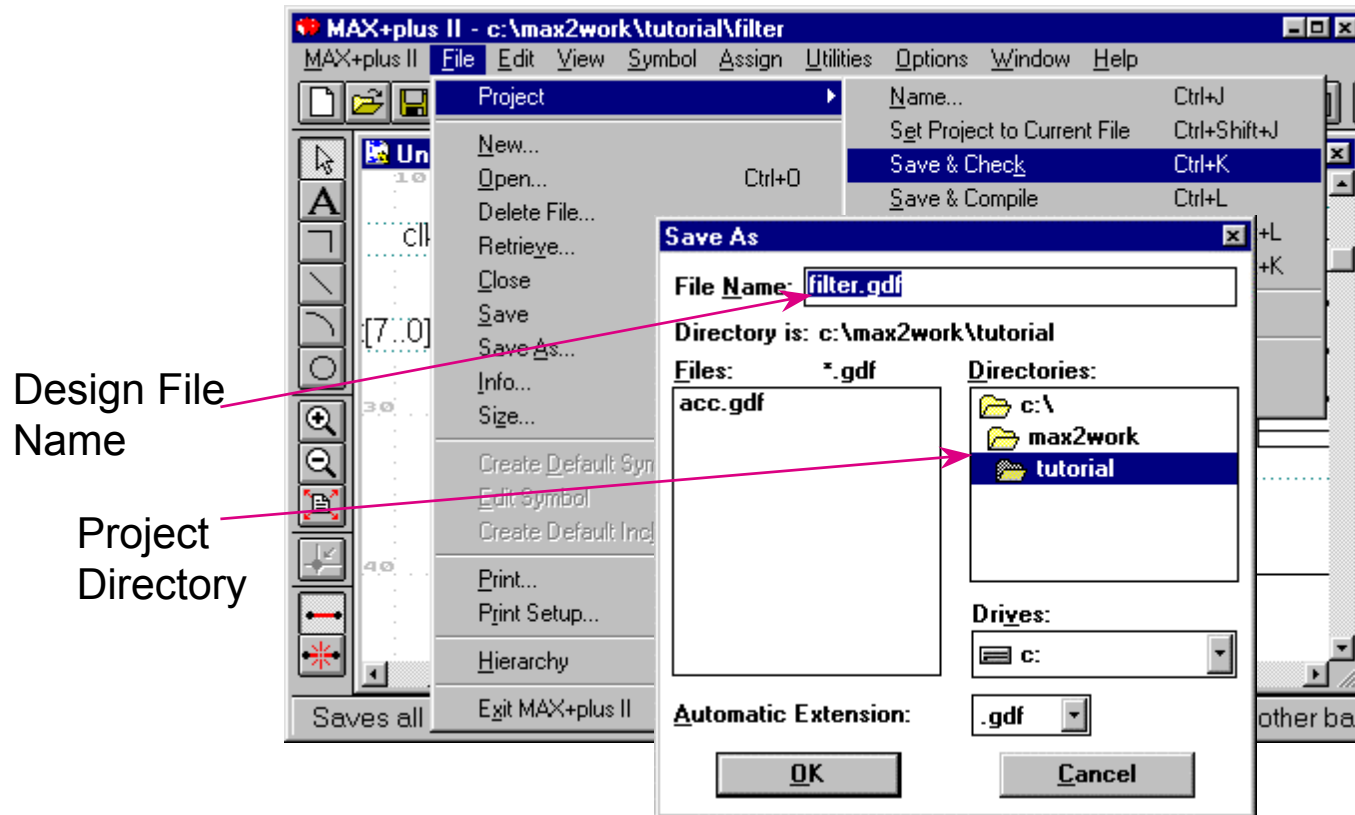 MAX+plus II - c:\max2work\tutorial\filter
MAX+plus II File Edit View Symbol Assign Utilities Options Window Help
Project
New...
Open... Ctrl+O
Delete File...
Retrieve...
Close
Save
Save As...
Info...
Size...
Create Default Sym
Edit Symbol
Create Default Incl
Print...
Print Setup...
Hierarchy
Exit MAX+plus II
Name... Ctrl+J
Set Project to Current File Ctrl+Shift+J
Save & Check Ctrl+K
Save & Compile Ctrl+L
+L
+K
Un
10
clk
:[7..0]
30
40
A
Save As
File Name: filter.gdf
Directory is: c:\max2work\tutorial
Files: *.gdf
acc.gdf
Directories:
c:\
max2work
tutorial
Drives:
c:
Automatic Extension: .gdf
OK Cancel
Saves all
other ba
Design File
Name
Project
Directory